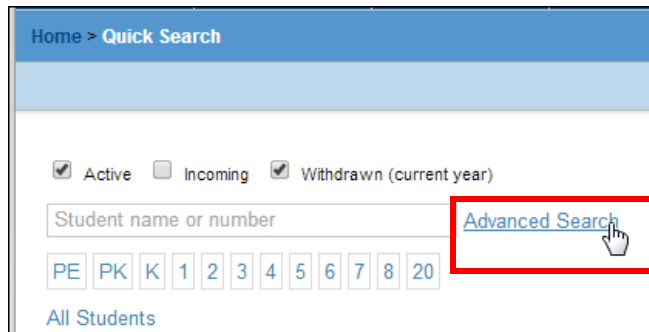 Home > Quick Search
Active Incoming Withdrawn (current year)
Student name or number Advanced Search
PE PK K 1 2 3 4 5 6 7 8 20
All Students